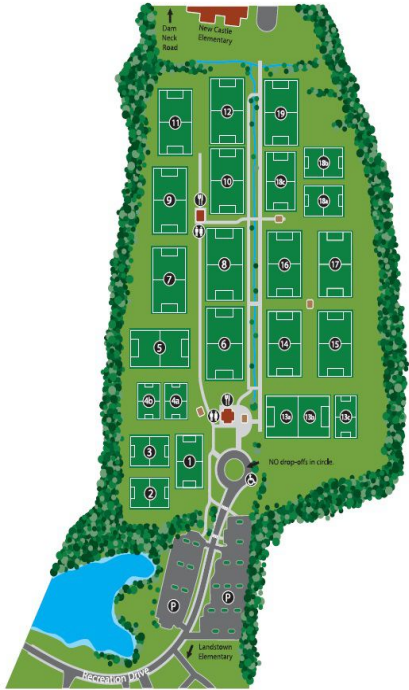 Dam
Neck
Road
New Castle
Elementary
11
12
19
18b
9
10
18c
18a
7
8
16
17
5
6
14
15
4b
4a
13a
13b
13c
3
1
2
NO drop-offs in circle.
P
P
Landstown
Elementary
Recreation Drive